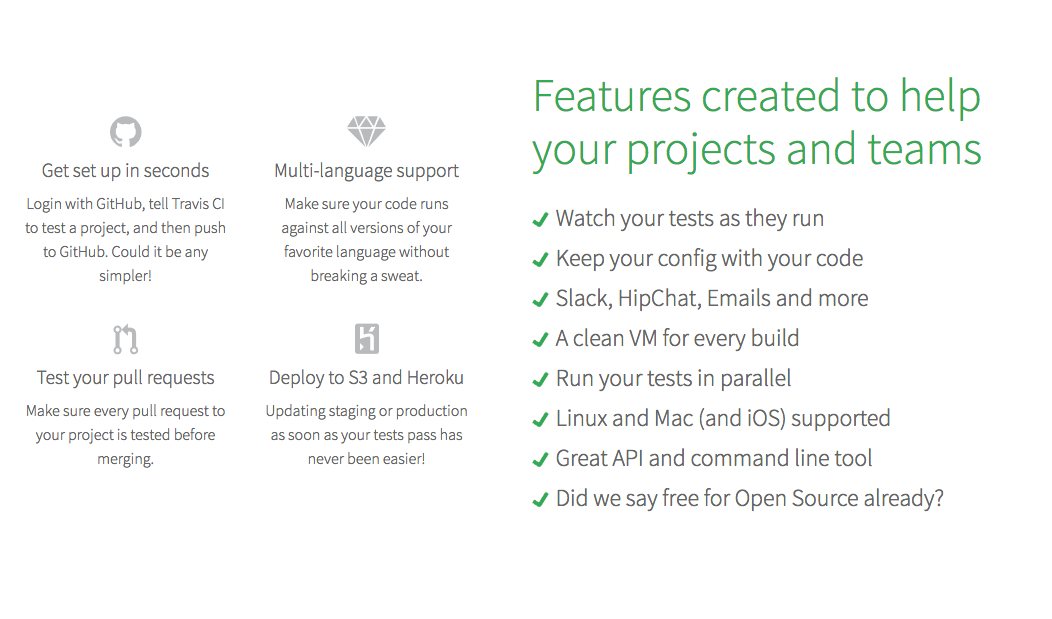 Get set up in seconds
Login with GitHub, tell Travis CI
to test a project, and then push
to GitHub. Could it be any
simpler!
Multi-language support
Make sure your code runs
against all versions of your
favorite language without
breaking a sweat.
Test your pull requests
Make sure every pull request to
your project is tested before
merging.
Deploy to S3 and Heroku
Updating staging or production
as soon as your tests pass has
never been easier!
Features created to help
your projects and teams
Watch your tests as they run
Keep your config with your code
Slack, HipChat, Emails and more
A clean VM for every build
Run your tests in parallel
Linux and Mac (and iOS) supported
Great API and command line tool
Did we say free for Open Source already?